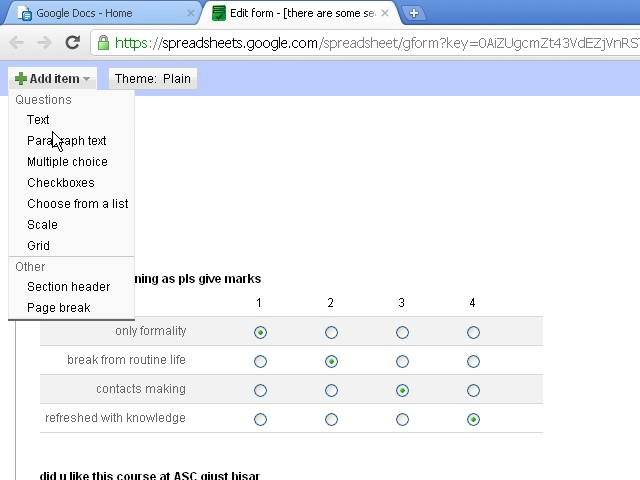 Google Docs - Home
Edit form - [there are some se
https://spreadsheets.google.com/spreadsheet/gform?key=0AiZUgcmZt43VdEZjVnRS
Add item
Theme: Plain
Questions
Text
Paragraph text
Multiple choice
Checkboxes
Choose from a list
Scale
Grid
Other
Section header
Page break
ning as pls give marks
1 2 3 4
only formality
break from routine life
contacts making
refreshed with knowledge
did u like this course at ASC gjust hisar